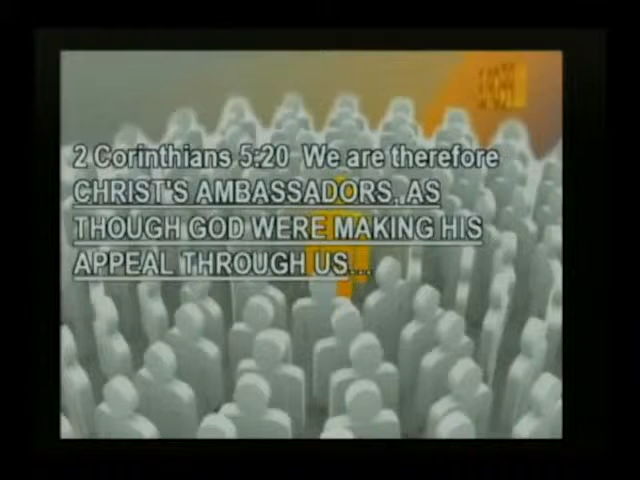 2 Corinthians 5:20 We are therefore
CHRIST'S AMBASSADORS, AS
THOUGH GOD WERE MAKING HIS
APPEAL THROUGH US...